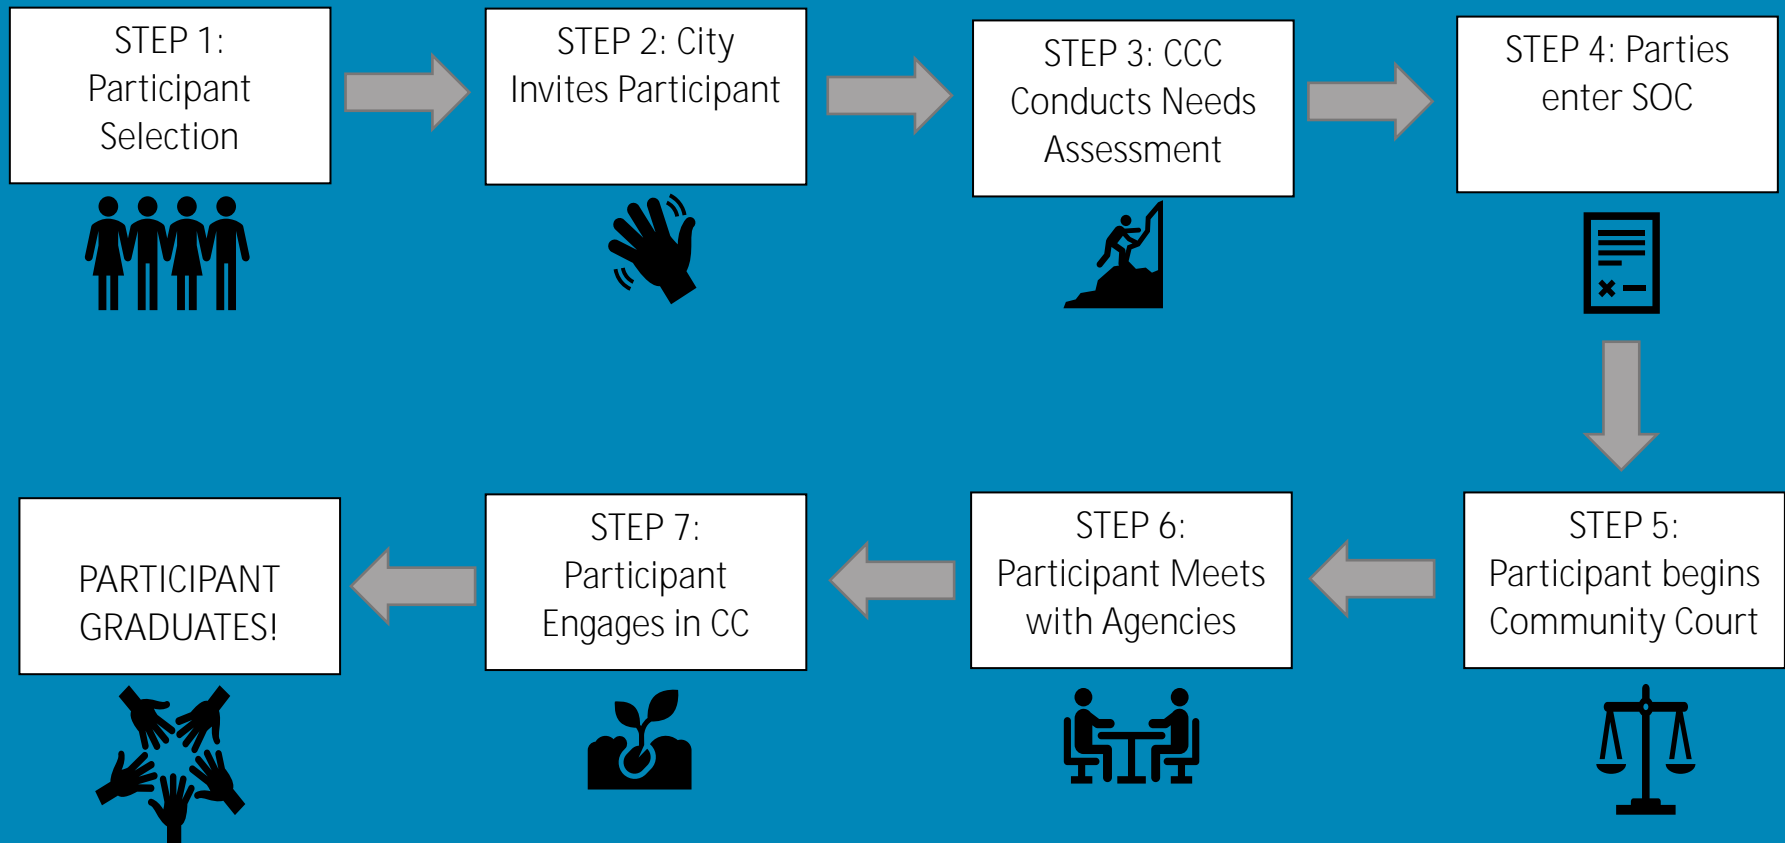 STEP 1:
Participant
Selection
STEP 2: City
Invites Participant
STEP 3: CCC
Conducts Needs
Assessment
STEP 4: Parties
enter SOC
STEP 5:
Participant begins
Community Court
STEP 6:
Participant Meets
with Agencies
STEP 7:
Participant
Engages in CC
PARTICIPANT
GRADUATES!